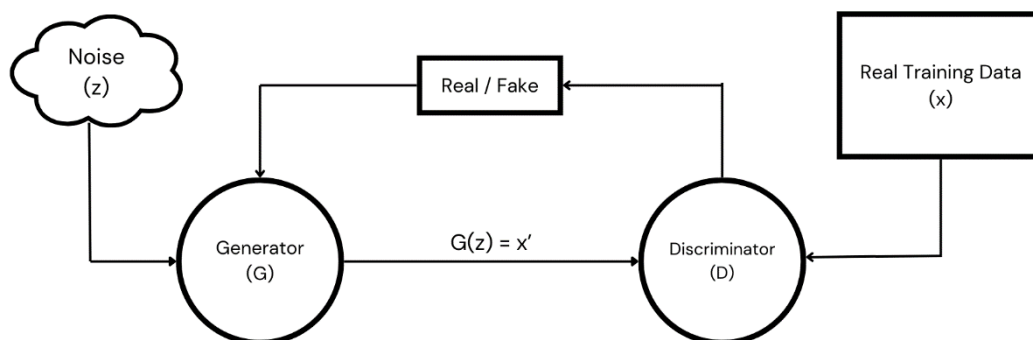 Noise
(z)
Real / Fake
Real Training Data
(x)
Generator
(G)
G(z) = x′
Discriminator
(D)